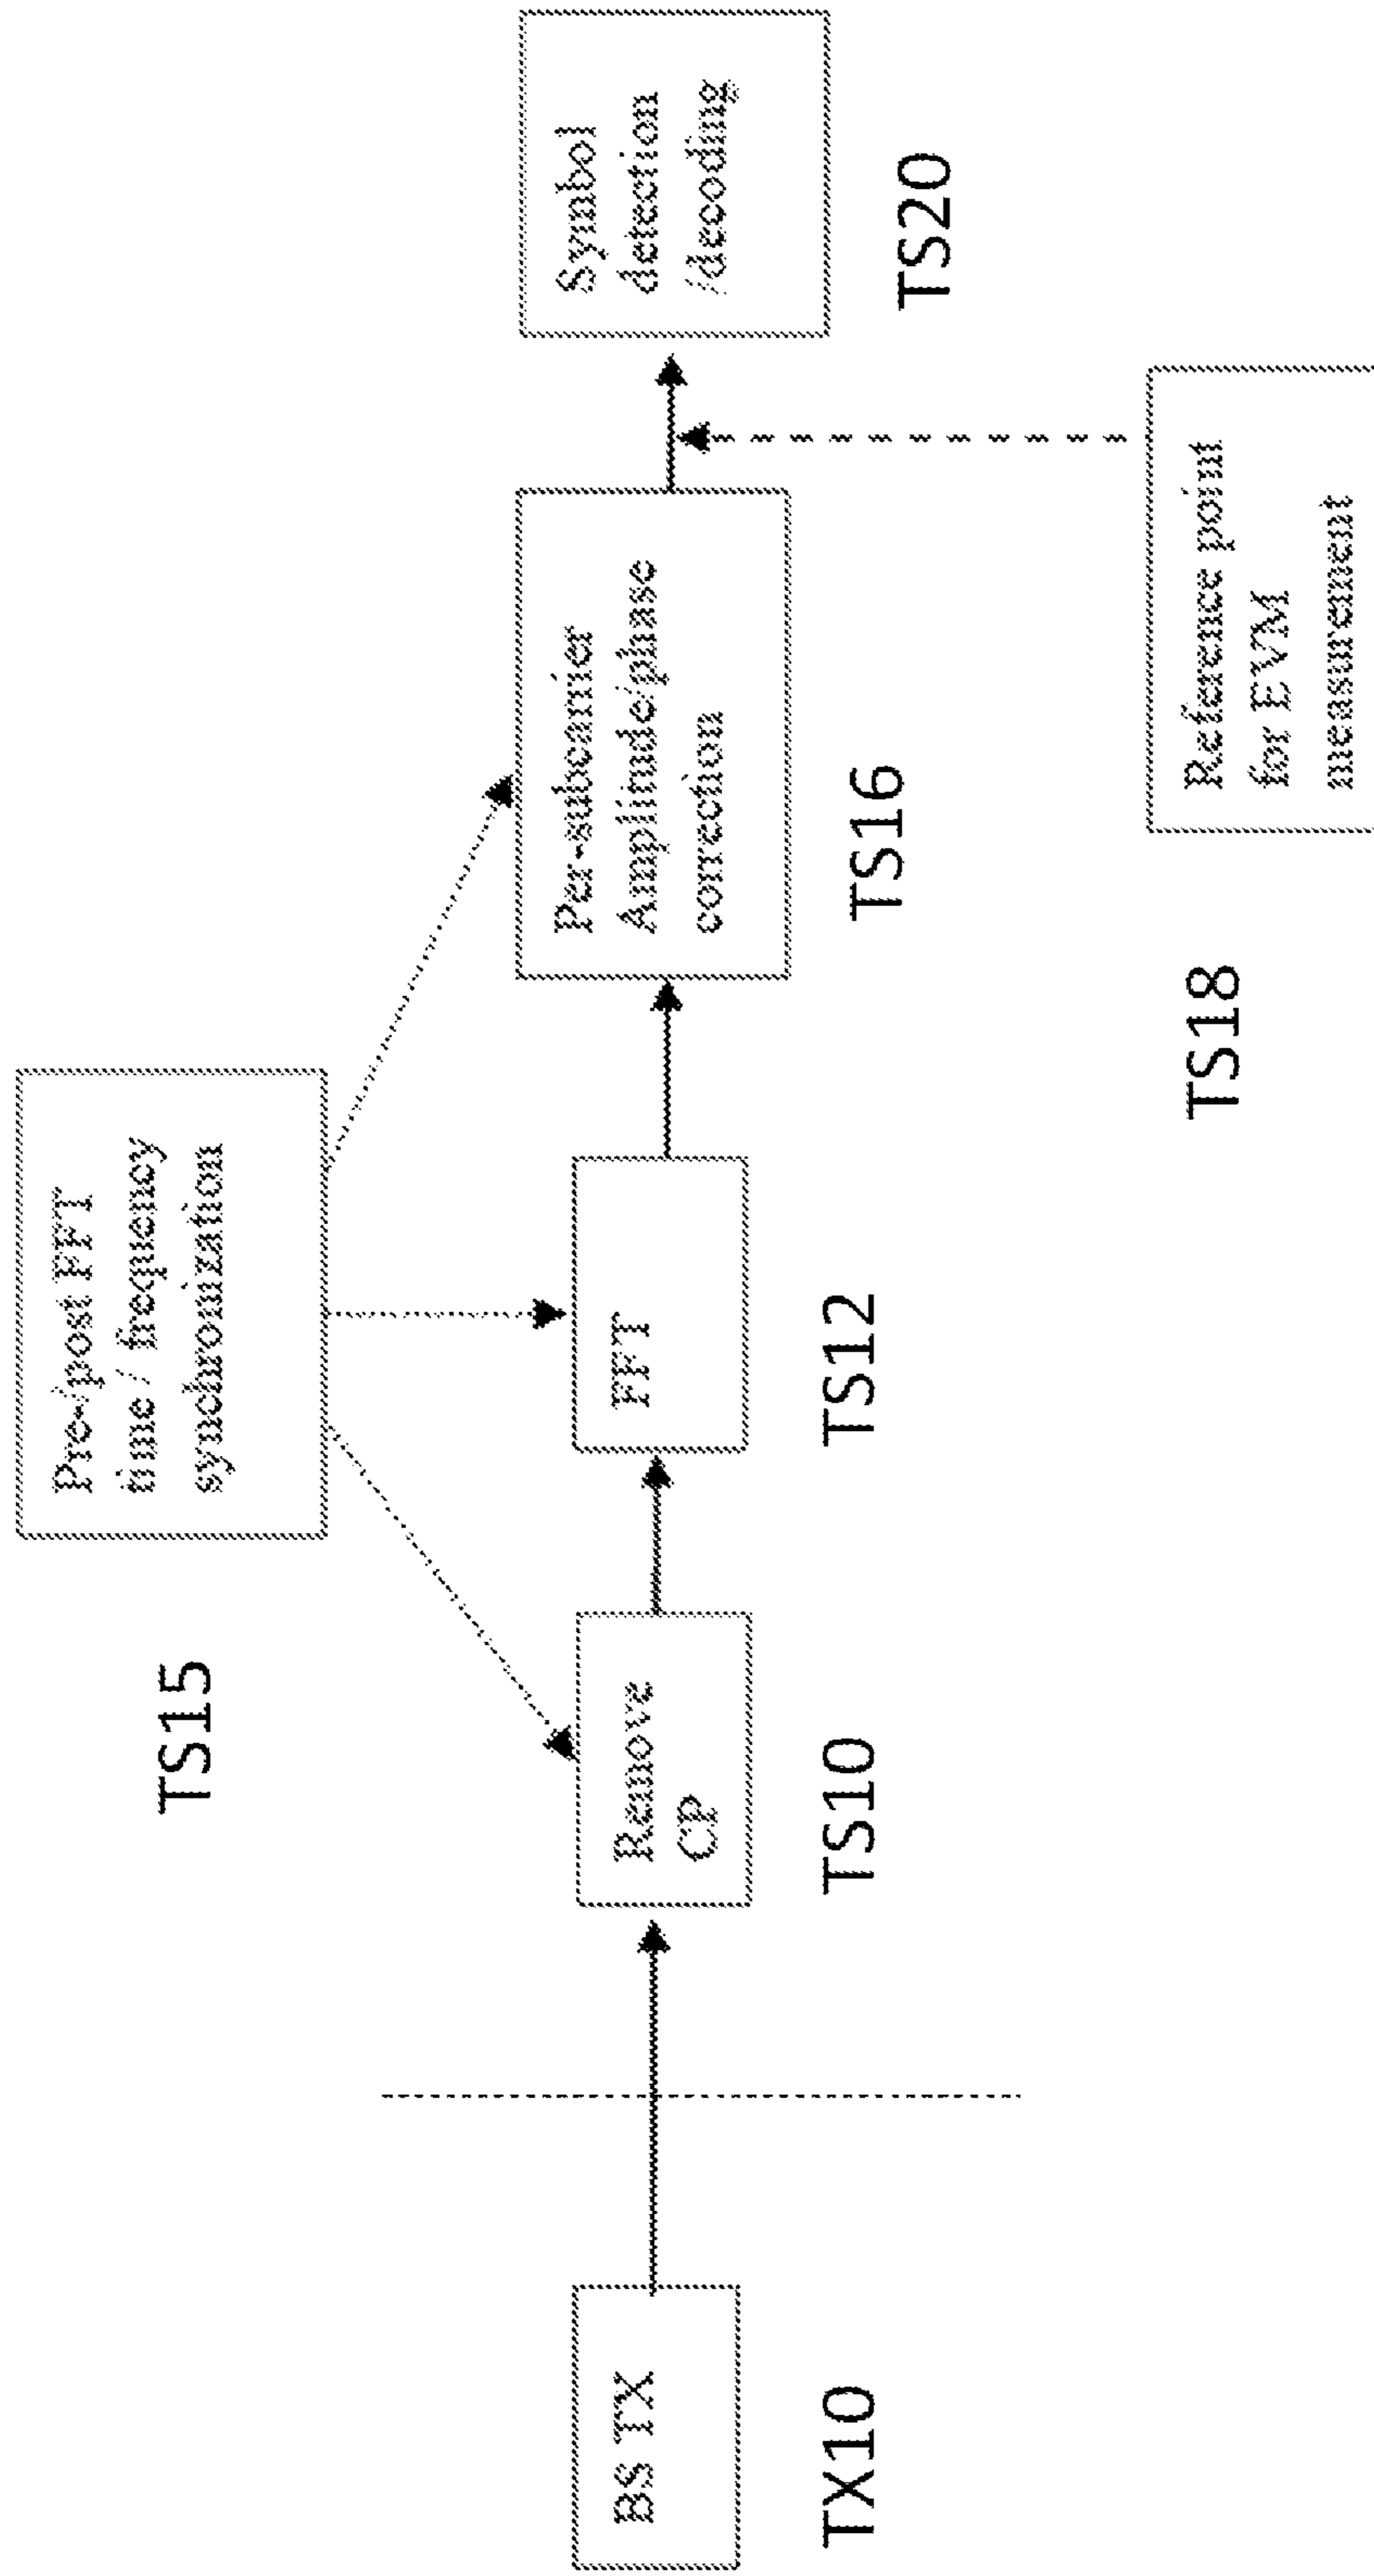 Pre-/post FFT
time / frequency
synchronization
TS15
BS TX
TX10
Remove
CP
TS10
FFT
TS12
Per-subcarrier
Amplitude/phase
correction
TS16
Symbol
detection
/decoding
TS20
Reference point
for EVM
measurement
TS18